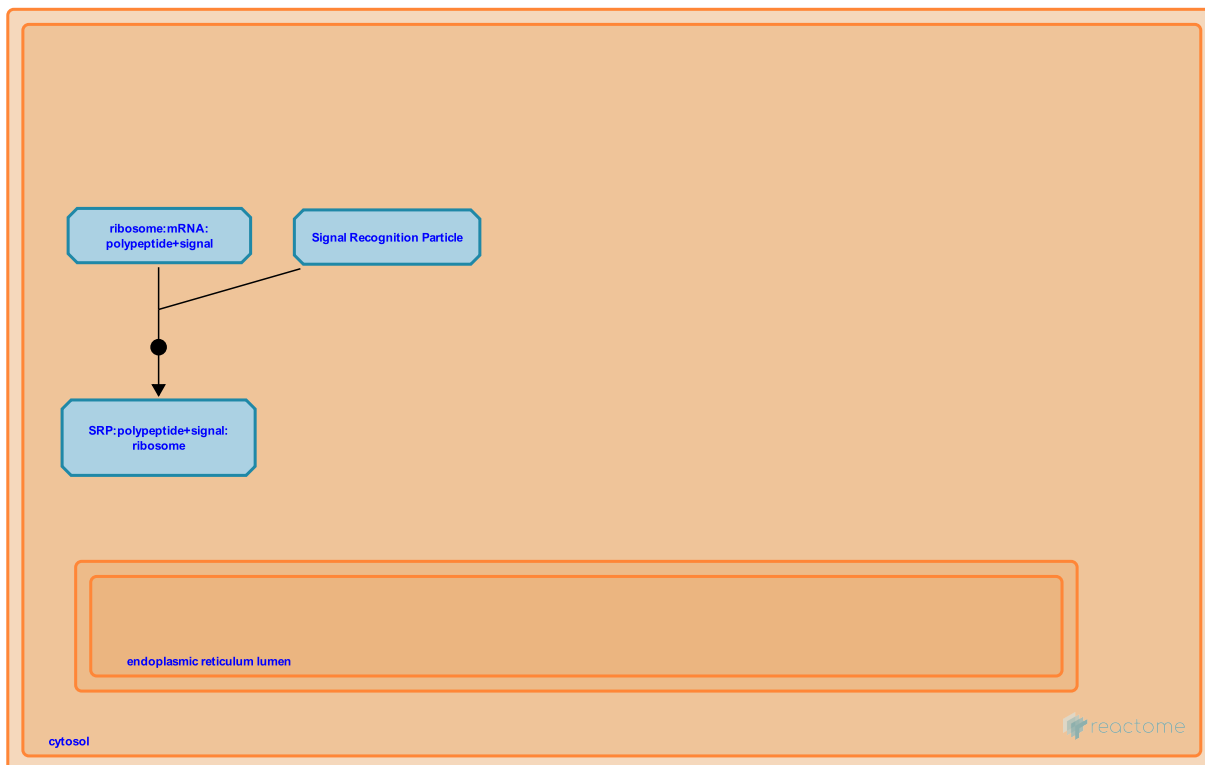 ribosome:mRNA:
polypeptide+signal
Signal Recognition Particle
SRP:polypeptide+signal:
ribosome
endoplasmic reticulum lumen
cytosol
reactome